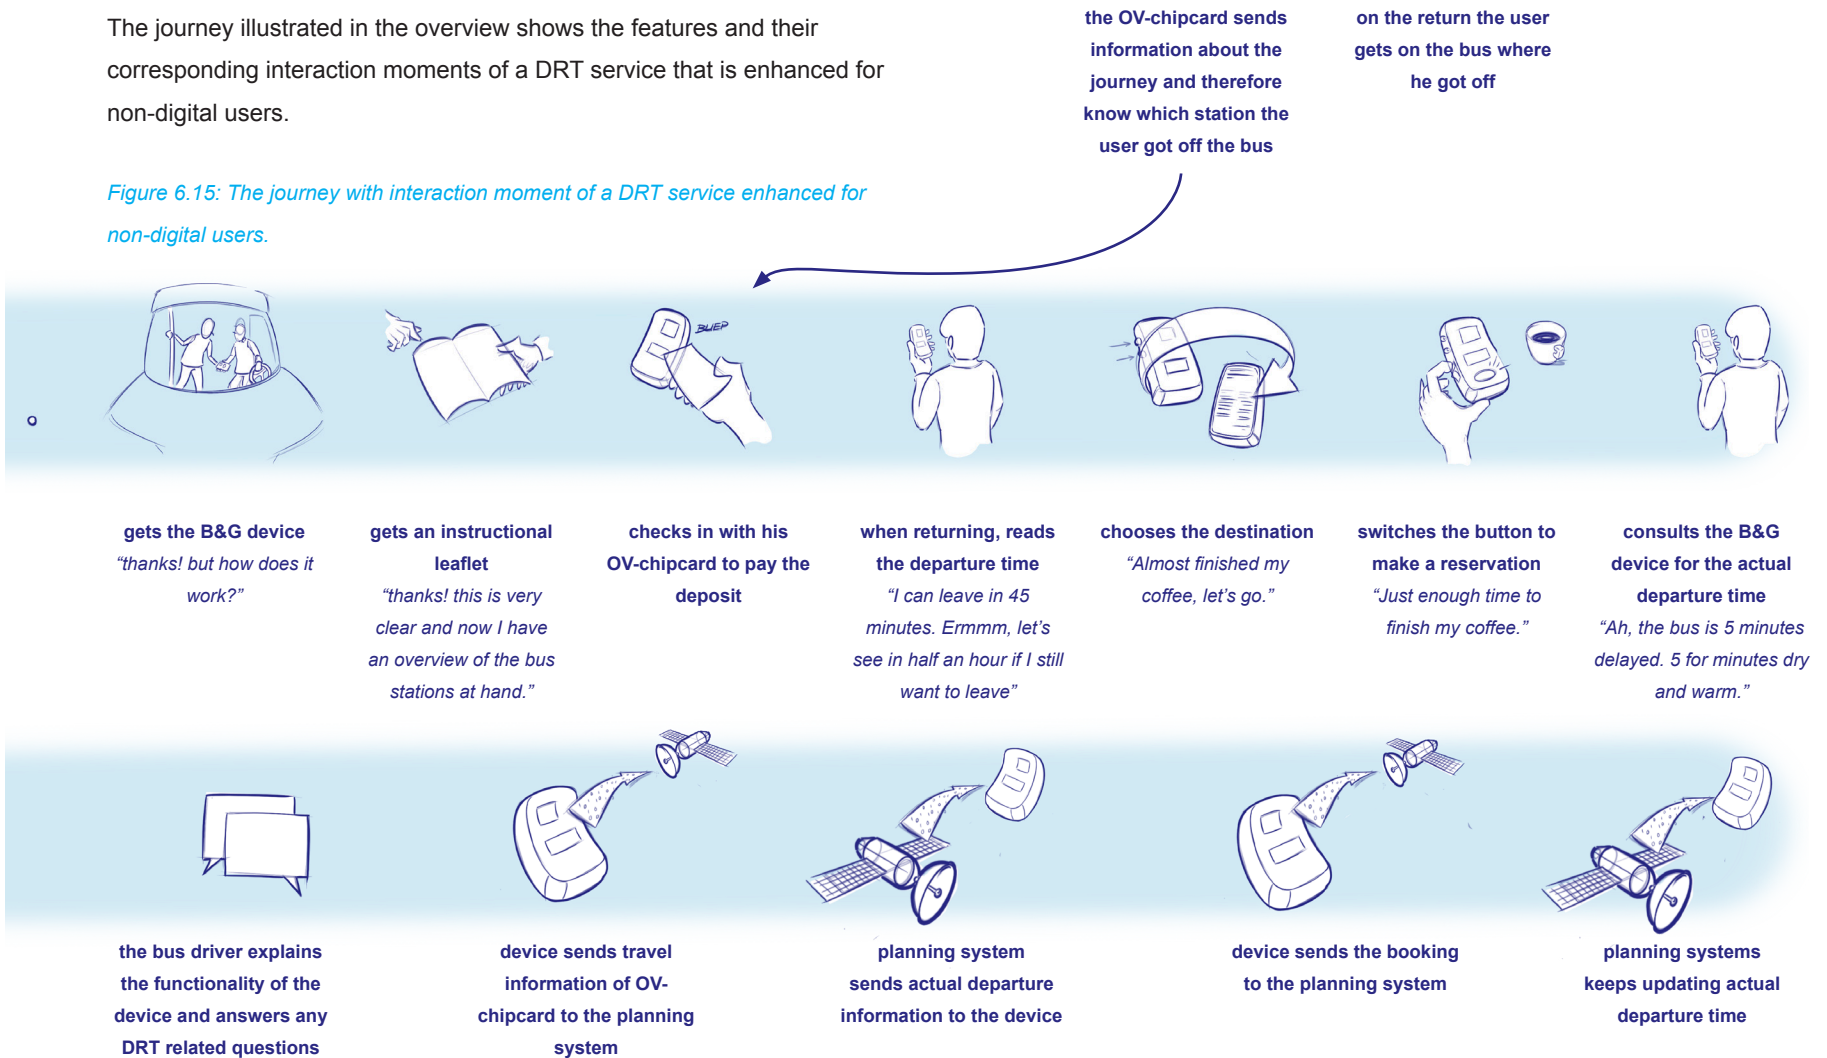 The journey illustrated in the overview shows the features and their
corresponding interaction moments of a DRT service that is enhanced for
non-digital users.
Figure 6.15: The journey with interaction moment of a DRT service enhanced for
non-digital users.
the OV-chipcard sends
information about the
journey and therefore
know which station the
user got off the bus
on the return the user
gets on the bus where
he got off
BLIEP
gets the B&G device
“thanks! but how does it
work?”
gets an instructional
leaflet
“thanks! this is very
clear and now I have
an overview of the bus
stations at hand.”
checks in with his
OV-chipcard to pay the
deposit
when returning, reads
the departure time
“I can leave in 45
minutes. Ermmm, let’s
see in half an hour if I still
want to leave”
chooses the destination
“Almost finished my
coffee, let’s go.”
switches the button to
make a reservation
“Just enough time to
finish my coffee.”
consults the B&G
device for the actual
departure time
“Ah, the bus is 5 minutes
delayed. 5 for minutes dry
and warm.”
the bus driver explains
the functionality of the
device and answers any
DRT related questions
device sends travel
information of OV-
chipcard to the planning
system
planning system
sends actual departure
information to the device
device sends the booking
to the planning system
planning systems
keeps updating actual
departure time